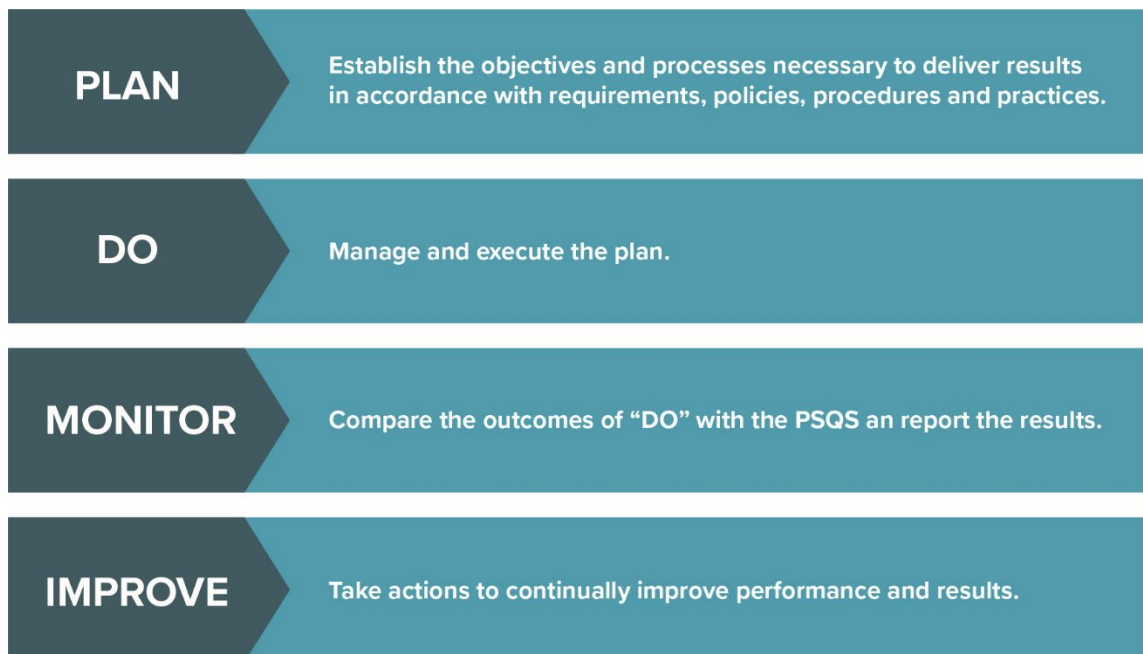 PLAN
Establish the objectives and processes necessary to deliver results
in accordance with requirements, policies, procedures and practices.
DO
Manage and execute the plan.
MONITOR
Compare the outcomes of “DO” with the PSQS an report the results.
IMPROVE
Take actions to continually improve performance and results.